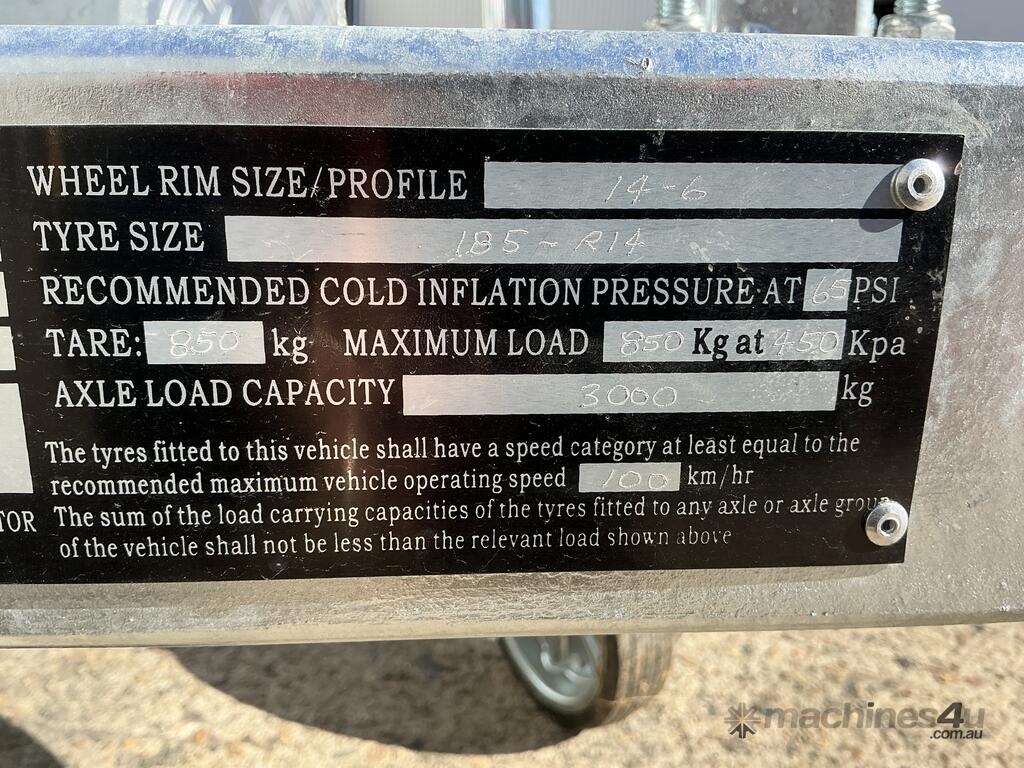 WHEEL RIM SIZE/PROFILE 14-6
TYRE SIZE 185-R14
RECOMMENDED COLD INFLATION PRESSURE AT 65 PSI
TARE: 850 kg MAXIMUM LOAD 850 Kg at 450 Kpa
AXLE LOAD CAPACITY 3000 kg
The tyres fitted to this vehicle shall have a speed category at least equal to the
recommended maximum vehicle operating speed 100 km/hr
TOR The sum of the load carrying capacities of the tyres fitted to any axle or axle group
of the vehicle shall not be less than the relevant load shown above
machines4u
.com.au